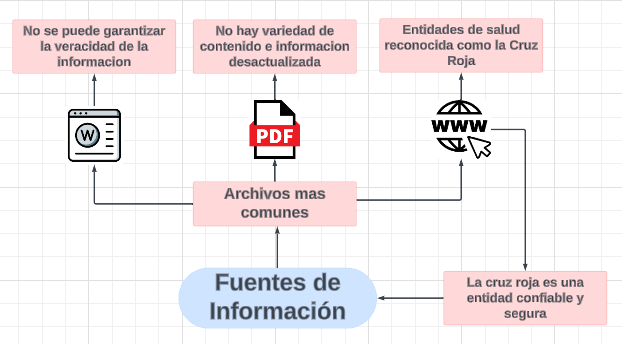 No se puede garantizar
la veracidad de la
informacion
No hay variedad de
contenido e informacion
desactualizada
Entidades de salud
reconocida como la Cruz
Roja
W
PDF
www
Archivos mas
comunes
Fuentes de
Información
La cruz roja es una
entidad confiable y
segura